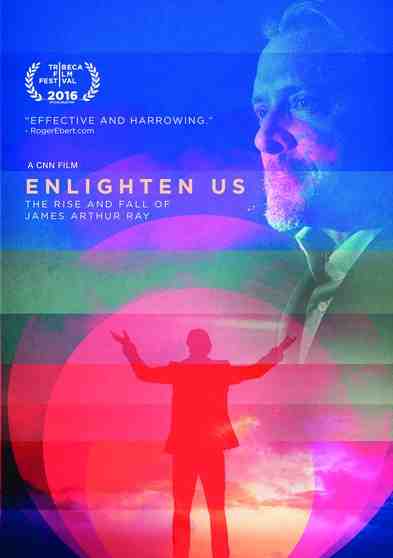 TRIBECA
FILM
FESTIVAL
2016
"EFFECTIVE AND HARROWING."
- RogerEbert.com
A CNN FILM
ENLIGHTEN US
THE RISE AND FALL OF
JAMES ARTHUR RAY